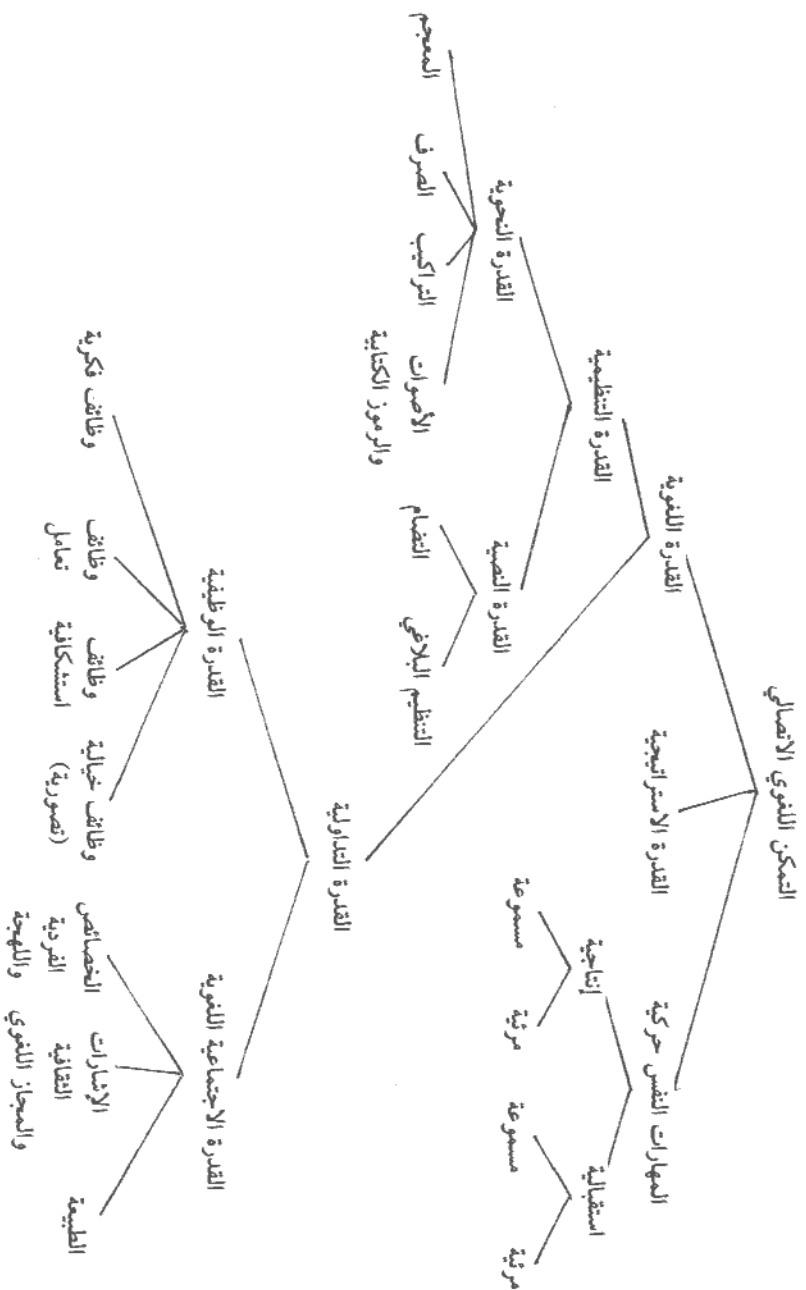 التمكن اللغوي الاتصالي
القدرة اللغوية
القدرة الاستراتيجية
المهارات النفس حركية
القدرة التنظيمية
القدرة التداولية
إنتاجية
استقبالية
القدرة النحوية
القدرة النصية
مسموعة
مرئية
مسموعة
مرئية
المعجم
الصرف
التراكيب
الأصوات
والرموز الكتابية
التضام
التنظيم البلاغي
القدرة الوظيفية
القدرة الاجتماعية اللغوية
وظائف فكرية
وظائف
تعامل
وظائف
استشكافية
وظائف خيالية
(تصورية)
الخصائص
الفردية
واللهجة
الإشارات
الثقافية
والمجاز اللغوي
الطبيعة